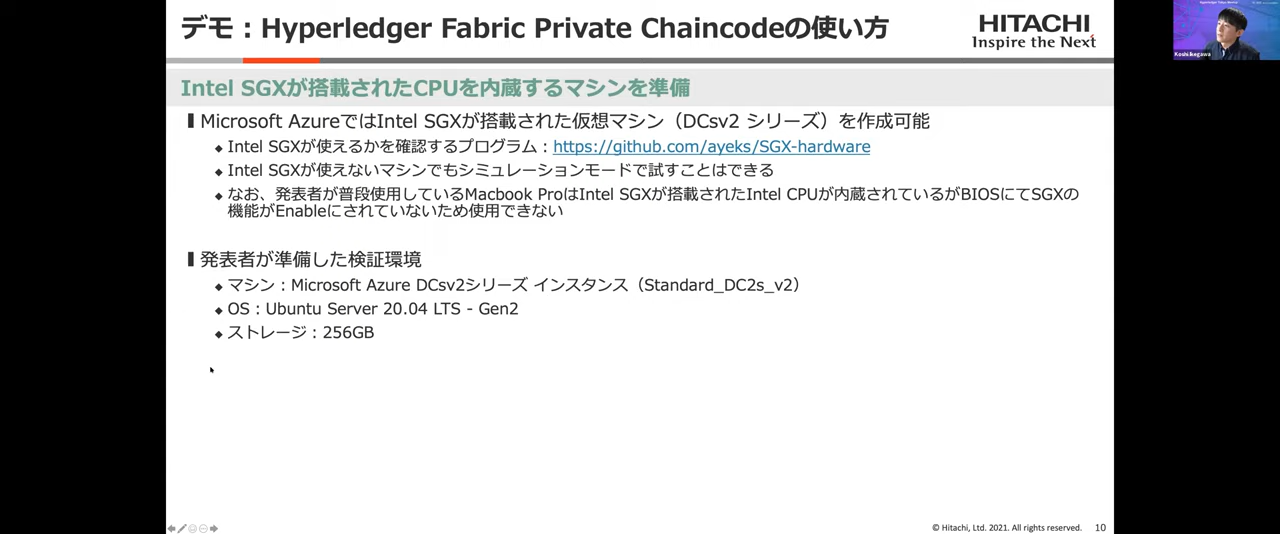 デモ：Hyperledger Fabric Private Chaincodeの使い方
HITACHI
Inspire the Next
Koshi Ikegawa
Intel SGXが搭載されたCPUを内蔵するマシンを準備
Microsoft AzureではIntel SGXが搭載された仮想マシン（DCsv2 シリーズ）を作成可能
Intel SGXが使えるかを確認するプログラム：https://github.com/ayeks/SGX-hardware
Intel SGXが使えないマシンでもシミュレーションモードで試すことはできる
なお、発表者が普段使用しているMacbook ProはIntel SGXが搭載されたIntel CPUが内蔵されているがBIOSにてSGXの
機能がEnableにされていないため使用できない
発表者が準備した検証環境
マシン：Microsoft Azure DCsv2シリーズ インスタンス（Standard_DC2s_v2）
OS：Ubuntu Server 20.04 LTS - Gen2
ストレージ：256GB
© Hitachi, Ltd. 2021. All rights reserved. 10